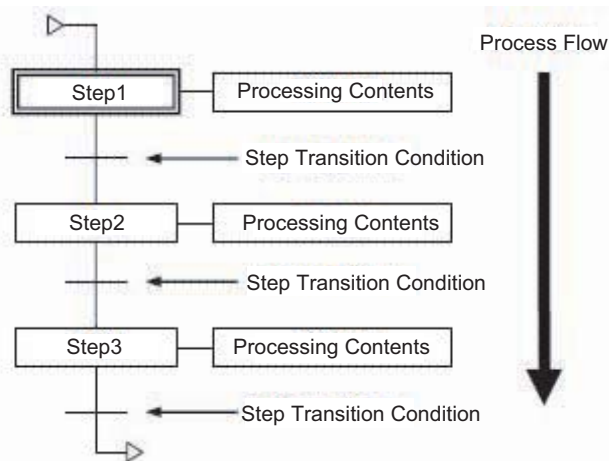 Process Flow
Step1
Processing Contents
Step Transition Condition
Step2
Processing Contents
Step Transition Condition
Step3
Processing Contents
Step Transition Condition